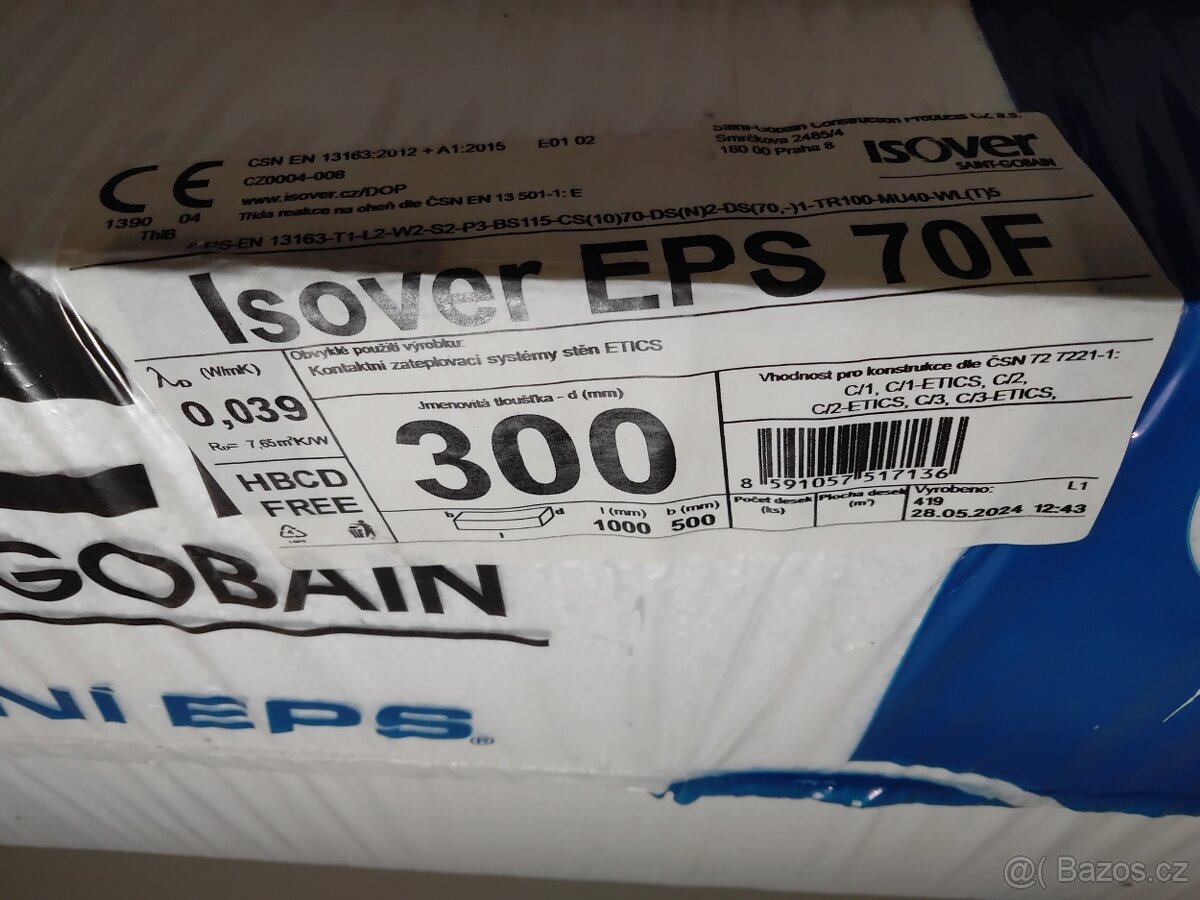 CE
1390 04
ThIB
ČSN EN 13163:2012 + A1:2015 E01 02
CZ0004-008
www.isover.cz/DOP
Třída reakce na oheň dle ČSN EN 13 501-1: E
Saint-Gobain Construction Products CZ a.s.
Smrčkova 2485/4
180 00 Praha 8
isover
SAINT-GOBAIN
EPS-EN 13163-T1-L2-W2-S2-P3-BS115-CS(10)70-DS(N)2-DS(70,-)1-TR100-MU40-WL(T)5
Isover EPS 70F
λD (W/mK)
0,039
RD= 7,65m²K/W
HBCD
FREE
Obvyklé použití výrobku:
Kontaktní zateplovací systémy stěn ETICS
Jmenovitá tloušťka - d (mm)
300
b d
l
l (mm) b (mm)
1000 500
Vhodnost pro konstrukce dle ČSN 72 7221-1:
C/1, C/1-ETICS, C/2,
C/2-ETICS, C/3, C/3-ETICS,
8 591057 517136
Počet desek
(ks)
Plocha desek
(m²)
Vyrobeno: L1
419
28.05.2024 12:43
GOBAIN
NÍ EPS®
@( Bazos.cz